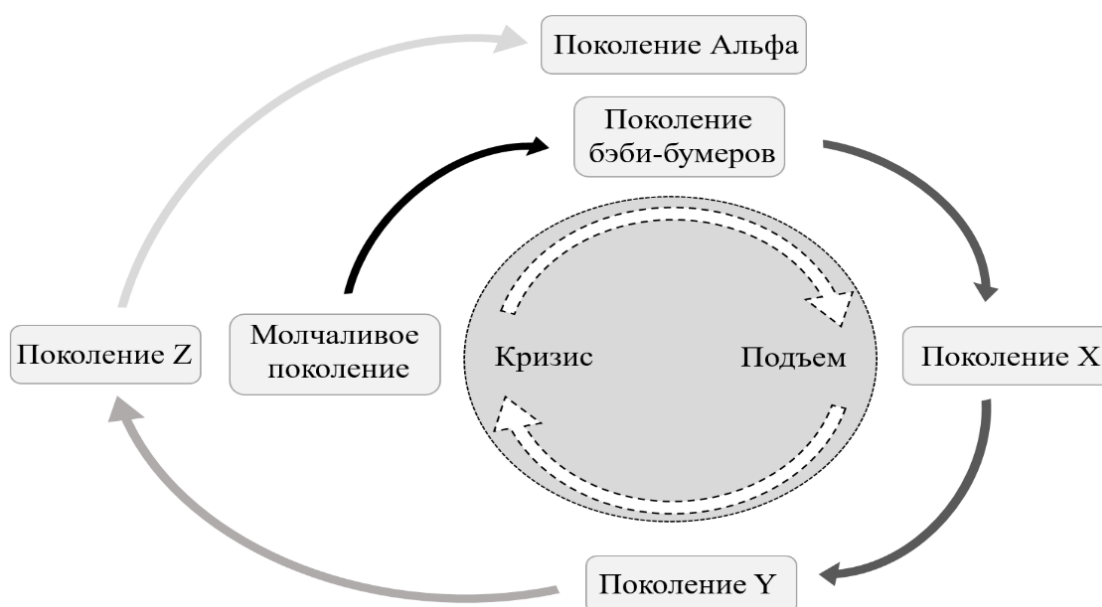 Поколение Альфа
Поколение
бэби-бумеров
Молчаливое
поколение
Поколение Z
Кризис
Подъем
Поколение X
Поколение Y